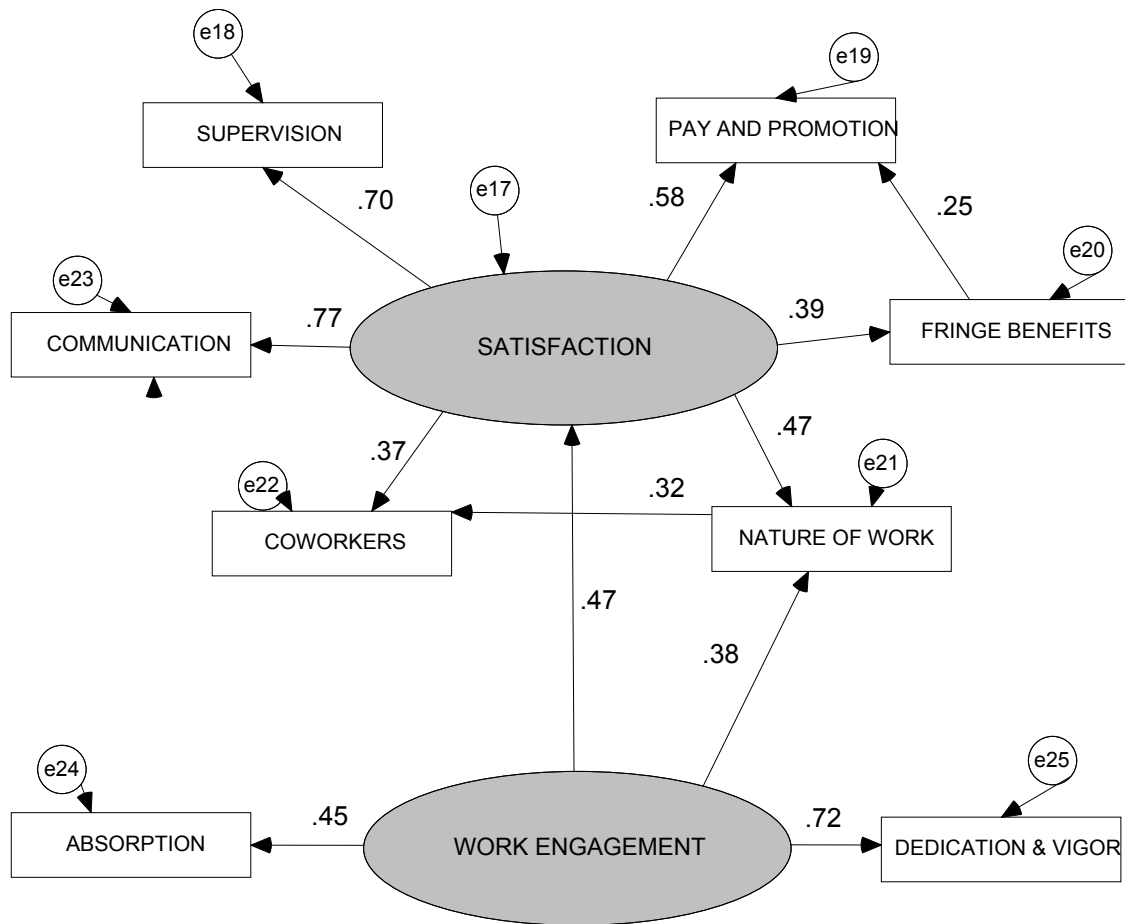 e18
e19
SUPERVISION
PAY AND PROMOTION
e17
.70
.58
.25
e23
e20
COMMUNICATION
.77
SATISFACTION
.39
FRINGE BENEFITS
.37
.47
e22
.32
e21
COWORKERS
NATURE OF WORK
.47
.38
e24
e25
ABSORPTION
.45
WORK ENGAGEMENT
.72
DEDICATION & VIGOR